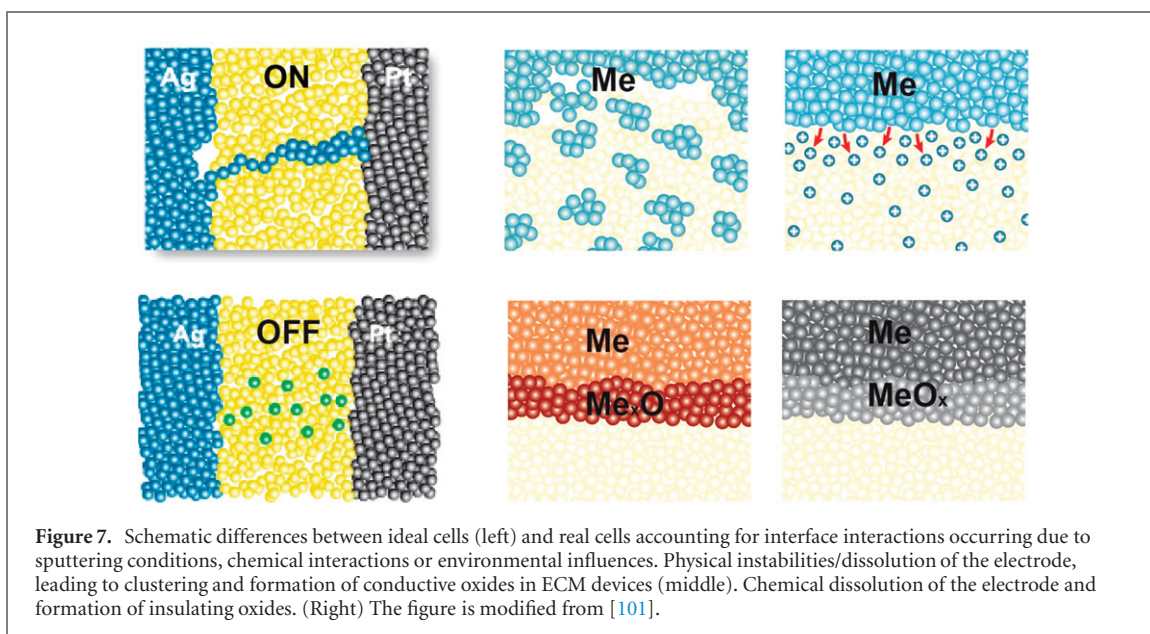 Ag
ON
Pt
Me
Me
Ag
OFF
Pt
Me
MeₓO
Me
MeOₓ
Figure 7. Schematic differences between ideal cells (left) and real cells accounting for interface interactions occurring due to
sputtering conditions, chemical interactions or environmental influences. Physical instabilities/dissolution of the electrode,
leading to clustering and formation of conductive oxides in ECM devices (middle). Chemical dissolution of the electrode and
formation of insulating oxides. (Right) The figure is modified from [101].